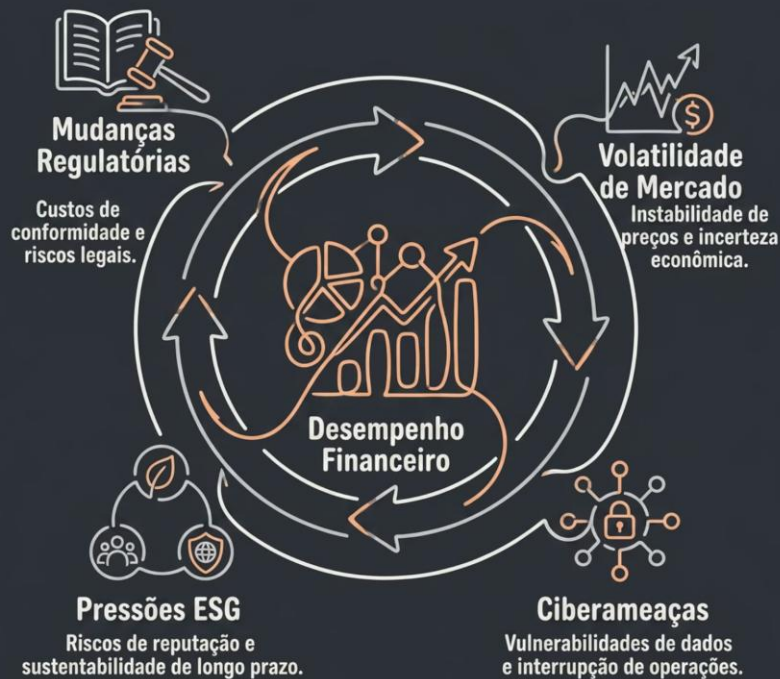 Mudanças
Regulatórias
Custos de
conformidade e
riscos legais.
$
Volatilidade
de Mercado
Instabilidade de
preços e incerteza
econômica.
Desempenho
Financeiro
Pressões ESG
Riscos de reputação e
sustentabilidade de longo prazo.
Ciberameaças
Vulnerabilidades de dados
e interrupção de operações.